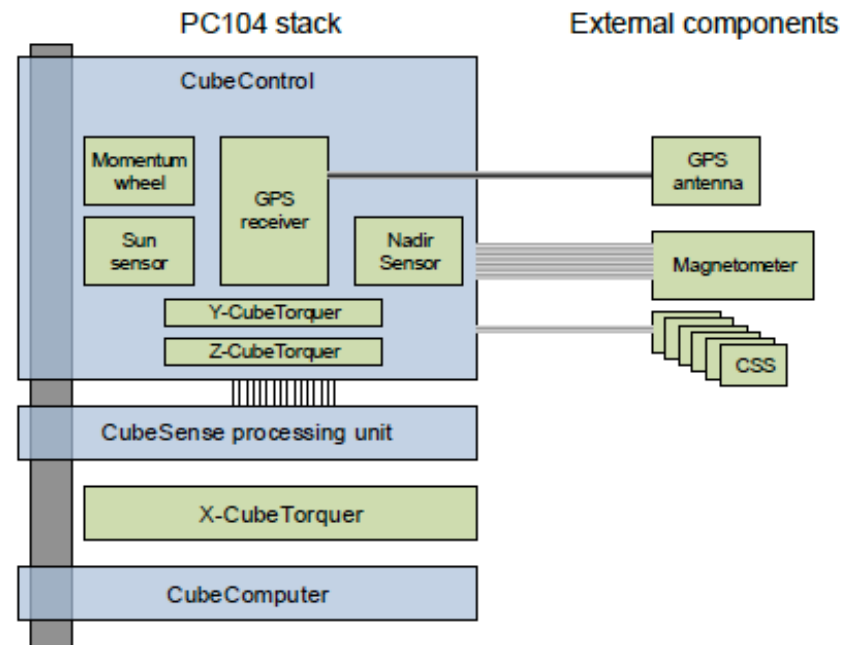 PC104 stack
External components
CubeControl
Momentum
wheel
GPS
receiver
GPS
antenna
Sun
sensor
Nadir
Sensor
Magnetometer
Y-CubeTorquer
Z-CubeTorquer
CSS
CubeSense processing unit
X-CubeTorquer
CubeComputer